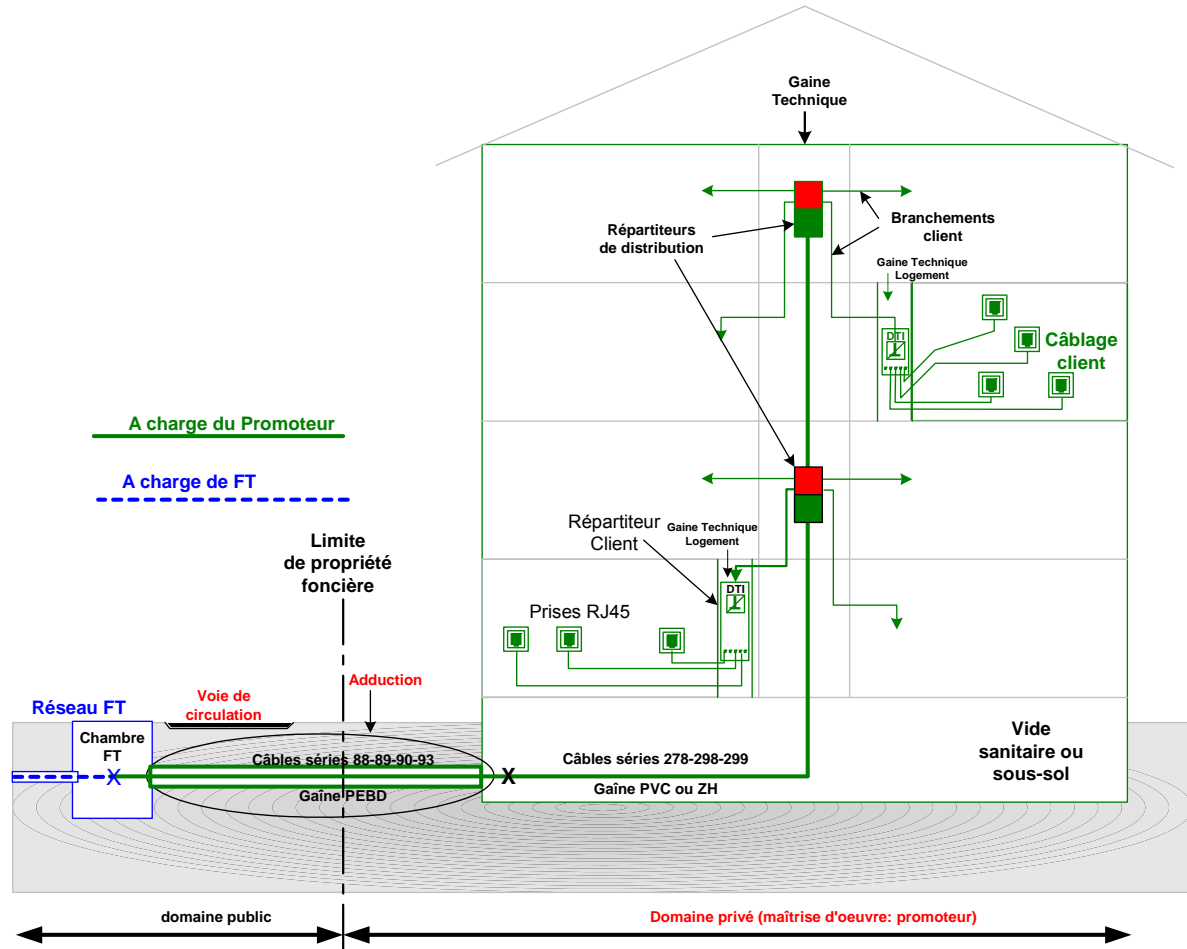 Gaine
Technique
Répartiteurs
de distribution
Branchements
client
Gaine Technique
Logement
DTI
Câblage
client
A charge du Promoteur
A charge de FT
Limite
de propriété
foncière
Répartiteur
Client
Gaine Technique
Logement
DTI
Prises RJ45
Adduction
Voie de
circulation
Réseau FT
Chambre
FT
X
Câbles séries 88-89-90-93
Gaîne PEBD
X
Câbles séries 278-298-299
Gaîne PVC ou ZH
Vide
sanitaire ou
sous-sol
domaine public
Domaine privé (maîtrise d'oeuvre: promoteur)